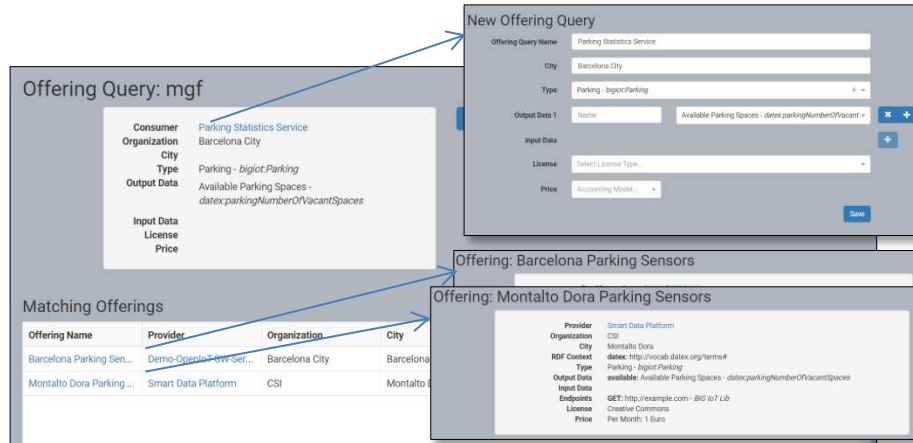 New Offering Query
Offering Query Name Parking Statistics Service
City Barcelona City
Type Parking - bigiot:Parking × 
Output Data 1 Name Available Parking Spaces - datex:parkingNumberOfVacant.. × +
Input Data +
License Select License Type...
Price Accounting Model...
Save
Offering Query: mgf
Consumer Parking Statistics Service
Organization Barcelona City
City
Type Parking - bigiot:Parking
Output Data Available Parking Spaces -
datex:parkingNumberOfVacantSpaces
Input Data
License
Price
Matching Offerings
Offering Name Provider Organization City
Barcelona Parking Sen... Demo-OpenIoT-GW-Ser... Barcelona City Barcelona
Montalto Dora Parking ... Smart Data Platform CSI Montalto
Offering: Barcelona Parking Sensors
Offering: Montalto Dora Parking Sensors
Provider Smart Data Platform
Organization CSI
City Montalto Dora
RDF Context datex: http://vocab.datex.org/terms#
Type Parking - bigiot:Parking
Output Data available: Available Parking Spaces - datex:parkingNumberOfVacantSpaces
Input Data
Endpoints GET: http://example.com - BIG IoT Lib
License Creative Commons
Price Per Month: 1 Euro